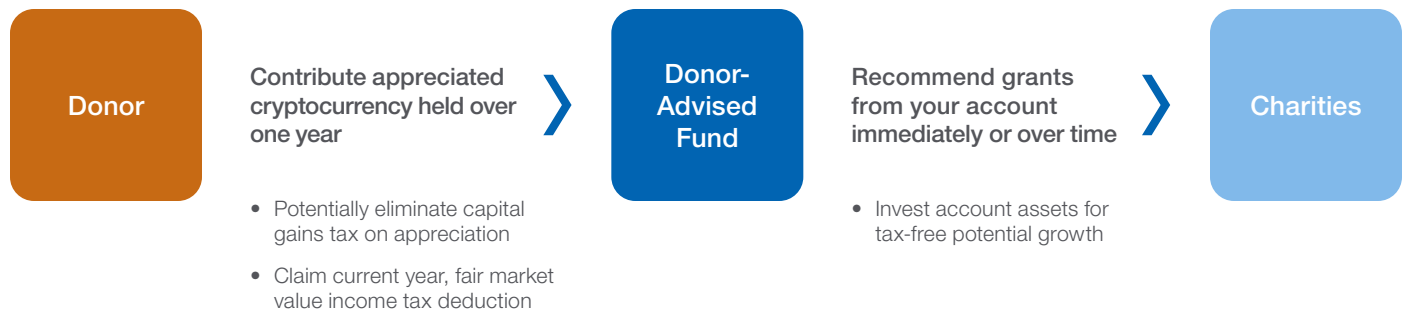 Donor
Contribute appreciated
cryptocurrency held over
one year
• Potentially eliminate capital
gains tax on appreciation
• Claim current year, fair market
value income tax deduction
Donor-
Advised
Fund
Recommend grants
from your account
immediately or over time
• Invest account assets for
tax-free potential growth
Charities